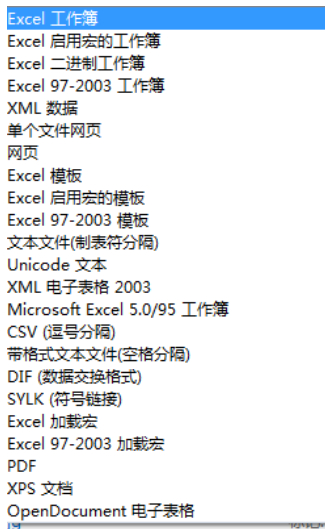 Excel 工作簿
Excel 启用宏的工作簿
Excel 二进制工作簿
Excel 97-2003 工作簿
XML 数据
单个文件网页
网页
Excel 模板
Excel 启用宏的模板
Excel 97-2003 模板
文本文件(制表符分隔)
Unicode 文本
XML 电子表格 2003
Microsoft Excel 5.0/95 工作簿
CSV (逗号分隔)
带格式文本文件(空格分隔)
DIF (数据交换格式)
SYLK (符号链接)
Excel 加载宏
Excel 97-2003 加载宏
PDF
XPS 文档
OpenDocument 电子表格